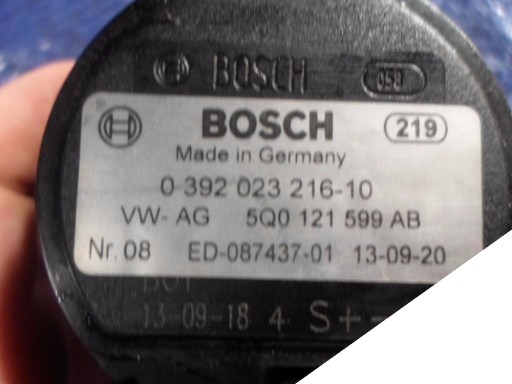 BOSCH 053
BOSCH 219
Made in Germany
0 392 023 216-10
VW- AG 5Q0 121 599 AB
Nr. 08 ED-087437-01 13-09-20
13-09-18 4 S+-